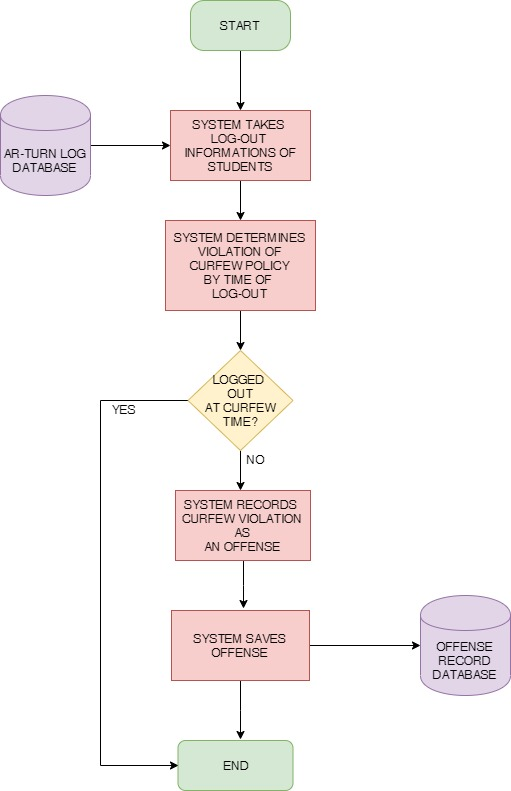 START
AR-TURN LOG
DATABASE
SYSTEM TAKES
LOG-OUT
INFORMATIONS OF
STUDENTS
SYSTEM DETERMINES
VIOLATION OF
CURFEW POLICY
BY TIME OF
LOG-OUT
LOGGED
OUT
AT CURFEW
TIME?
YES
NO
SYSTEM RECORDS
CURFEW VIOLATION
AS
AN OFFENSE
SYSTEM SAVES
OFFENSE
OFFENSE
RECORD
DATABASE
END